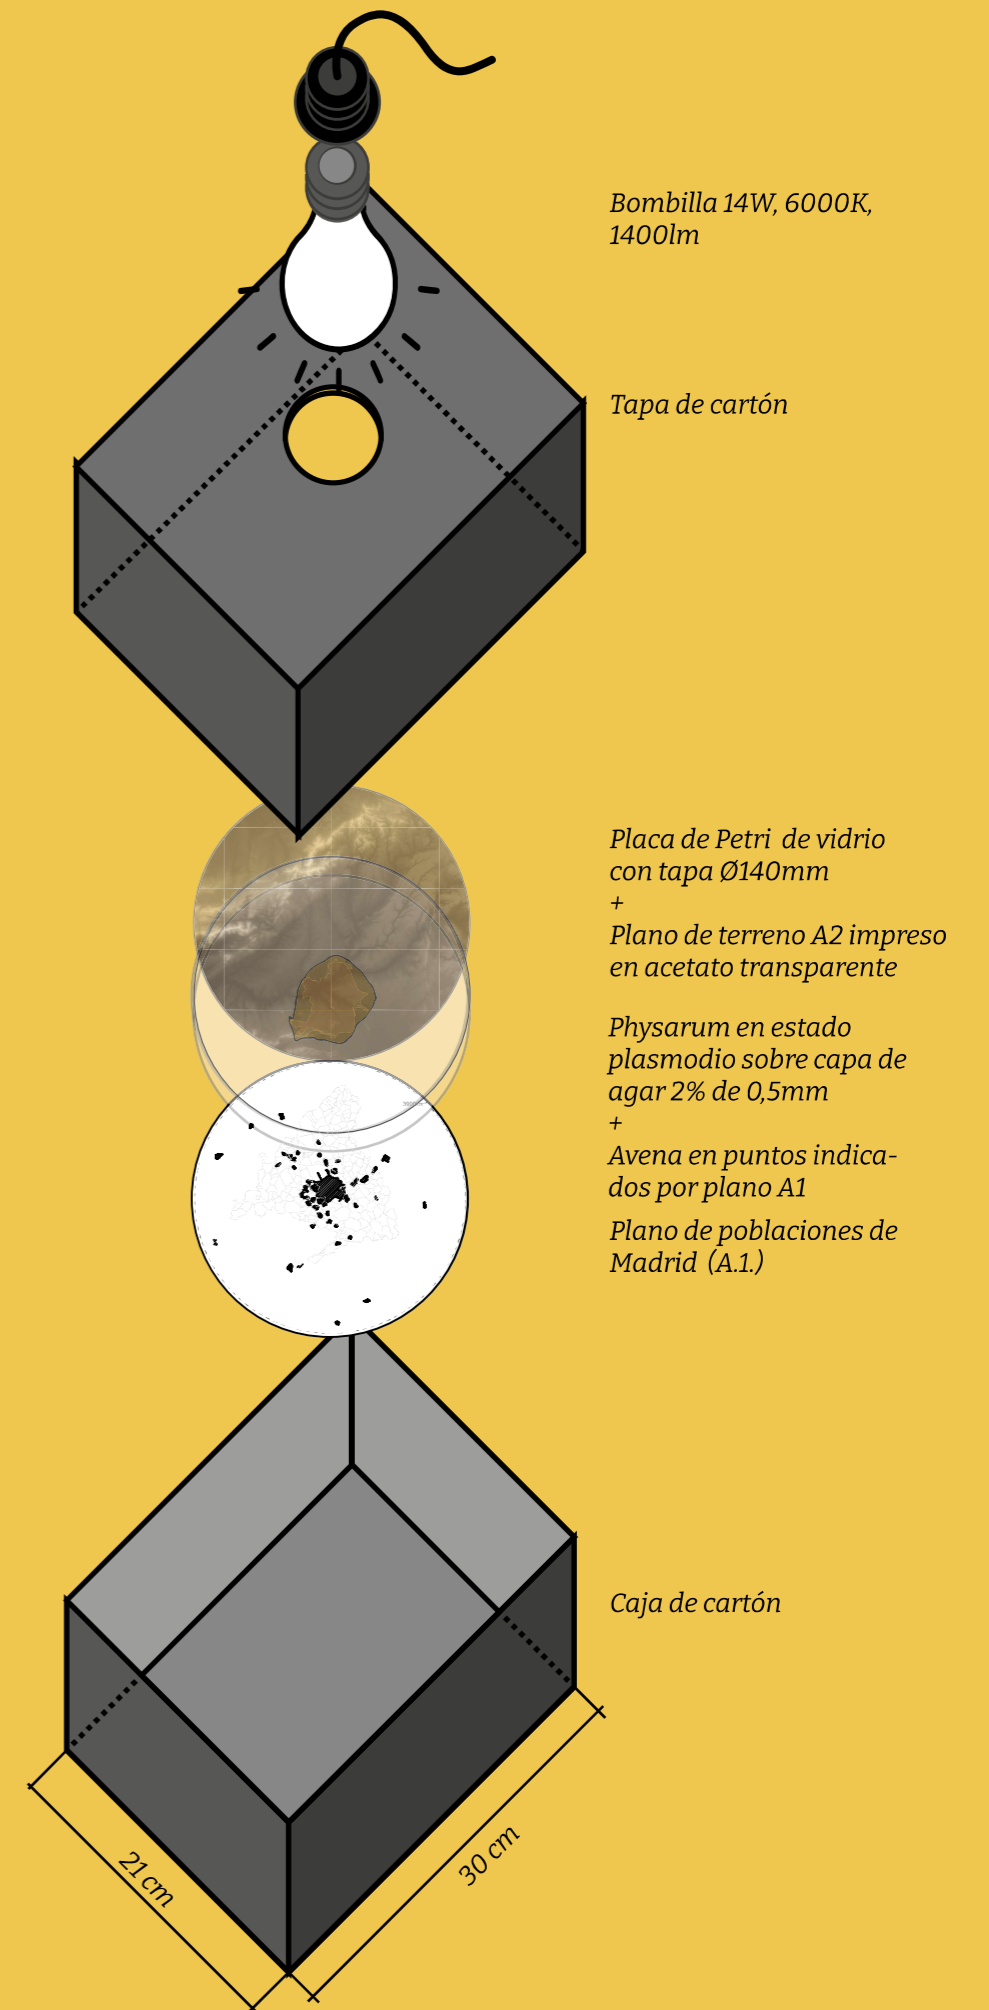 Bombilla 14W, 6000K,
1400lm
Tapa de cartón
Placa de Petri de vidrio
con tapa Ø140mm
+
Plano de terreno A2 impreso
en acetato transparente
Physarum en estado
plasmodio sobre capa de
agar 2% de 0,5mm
+
Avena en puntos indica-
dos por plano A1
Plano de poblaciones de
Madrid (A.1.)
Caja de cartón
21 cm
30 cm